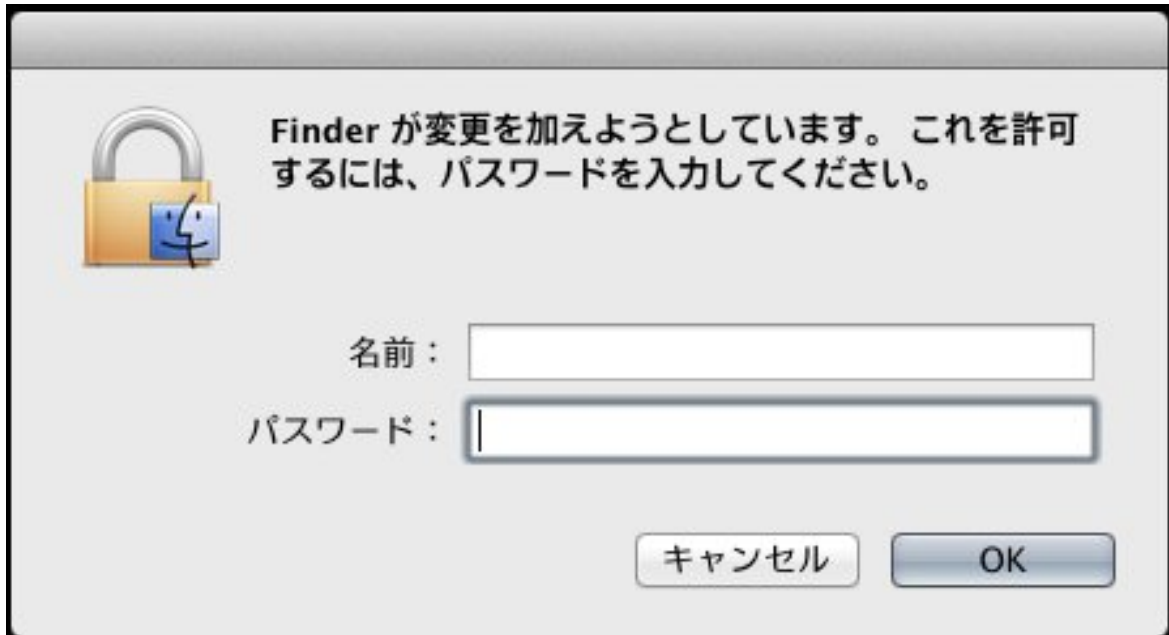 Finder が変更を加えようとしています。 これを許可
するには、パスワードを入力してください。
名前：
パスワード：
キャンセル
OK